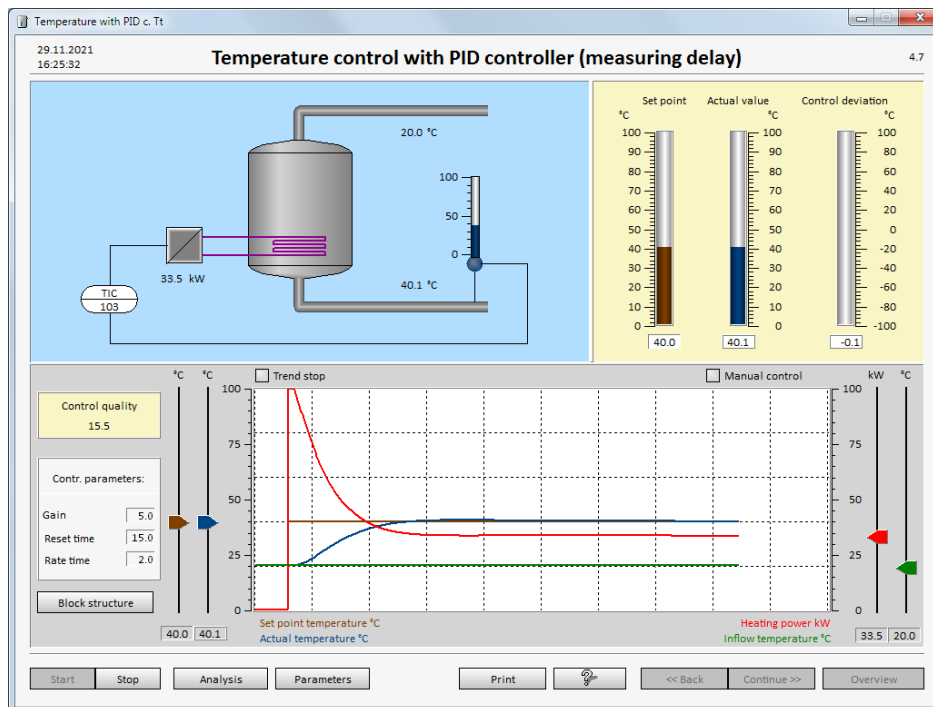 Temperature with PID c. Tt
29.11.2021
16:25:32
Temperature control with PID controller (measuring delay)
4.7
20.0 °C
100
50
0
33.5 kW
40.1 °C
TIC
103
Set point Actual value Control deviation
°C °C °C
100 100 100
90 90 80
80 80 60
70 70 40
60 60 20
50 50 0
40 40 -20
30 30 -40
20 20 -60
10 10 -80
0 0 -100
40.0 40.1 -0.1
°C °C
Trend stop
Manual control
kW °C
Control quality
15.5
Contr. parameters:
Gain 5.0
Reset time 15.0
Rate time 2.0
Block structure
100 100
75 75
50 50
25 25
0 0
40.0 40.1
Set point temperature °C
Actual temperature °C
Heating power kW
Inflow temperature °C
33.5 20.0
Start Stop Analysis Parameters Print ? << Back Continue >> Overview